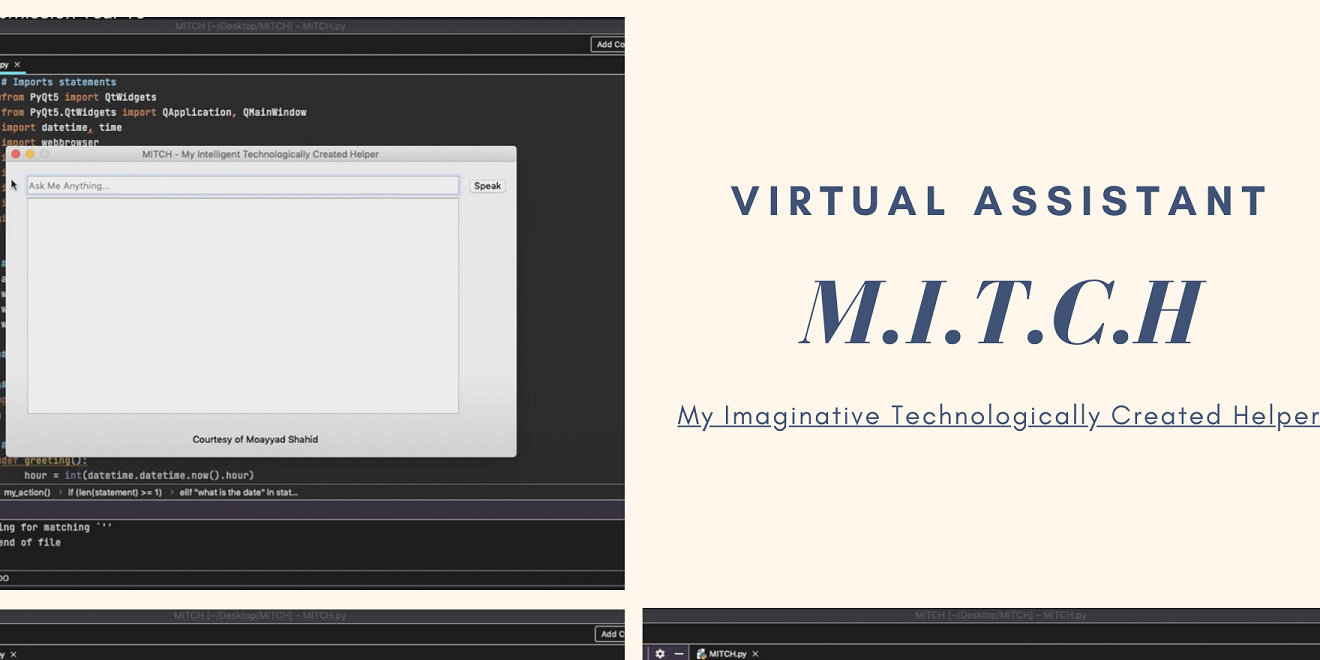 MITCH [~/Desktop/MITCH] – MITCH.py
Add Co
py ×
# Imports statements
from PyQt5 import QtWidgets
from PyQt5.QtWidgets import QApplication, QMainWindow
import datetime, time
import webbrowser
MITCH - My Intelligent Technologically Created Helper
Ask Me Anything...
Speak
Courtesy of Moayyad Shahid
def greeting():
hour = int(datetime.datetime.now().hour)
my_action() › if (len(statement) >= 1) › elif "what is the date" in stat...
ing for matching `''
end of file
VIRTUAL ASSISTANT
M.I.T.C.H
My Imaginative Technologically Created Helper
MITCH [~/Desktop/MITCH] – MITCH.py
Add C
y ×
MITCH [~/Desktop/MITCH] – MITCH.py
MITCH.py ×